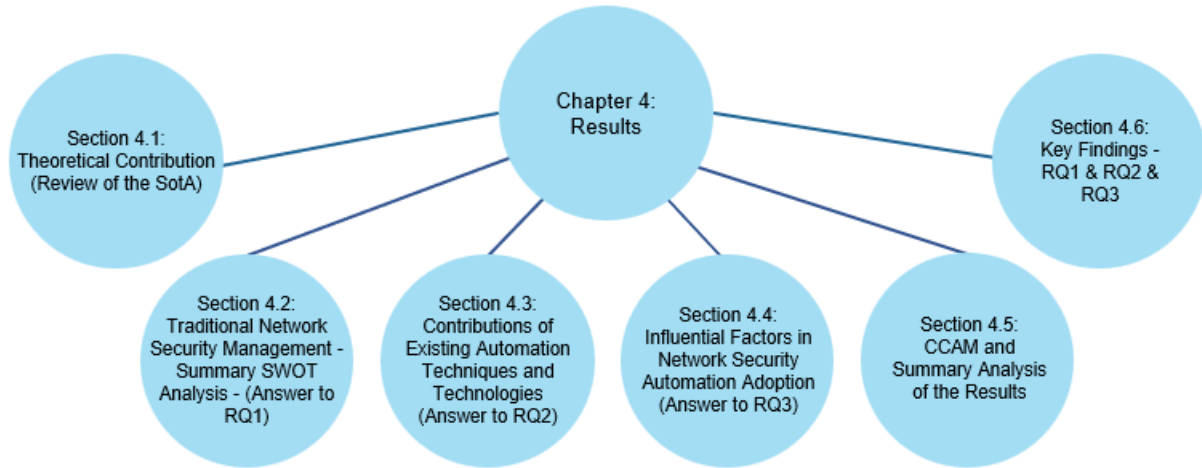 Chapter 4:
Results
Section 4.1:
Theoretical Contribution
(Review of the SotA)
Section 4.2:
Traditional Network
Security Management -
Summary SWOT
Analysis - (Answer to
RQ1)
Section 4.3:
Contributions of
Existing Automation
Techniques and
Technologies
(Answer to RQ2)
Section 4.4:
Influential Factors in
Network Security
Automation Adoption
(Answer to RQ3)
Section 4.5:
CCAM and
Summary Analysis
of the Results
Section 4.6:
Key Findings -
RQ1 & RQ2 &
RQ3